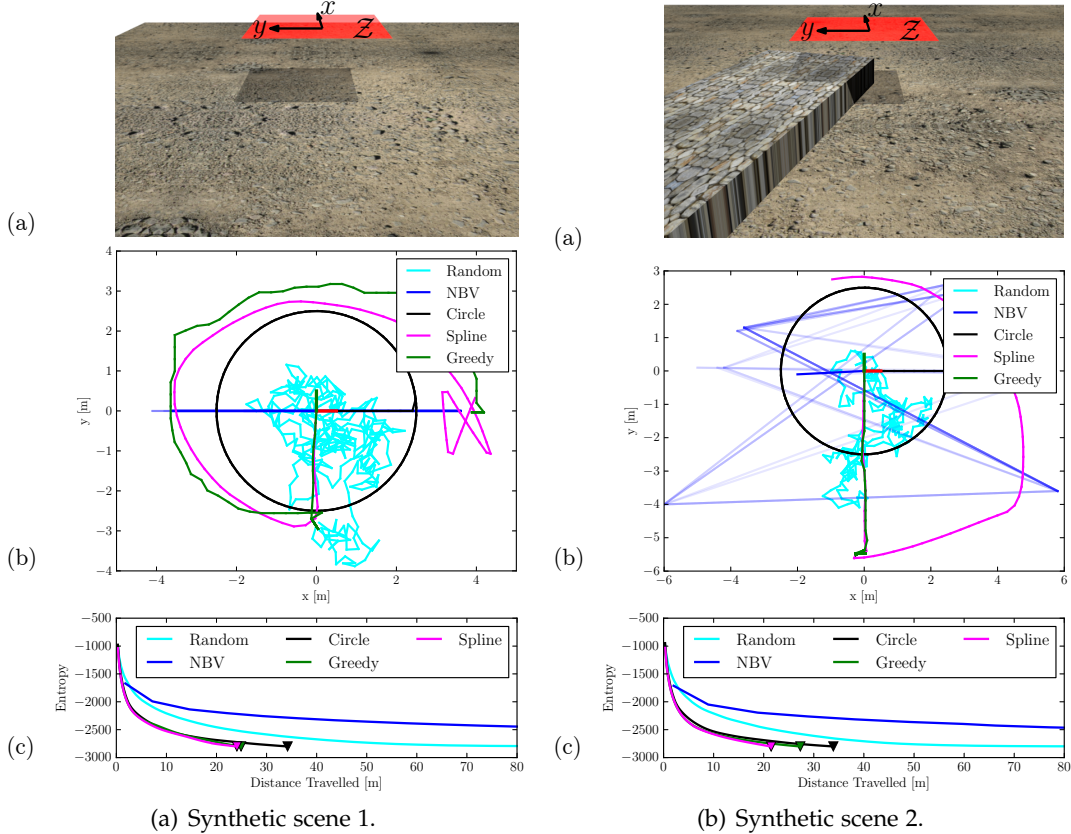 x
y
Z
(a)
4
3
2
1
0
−1
−2
−3
−4
y [m]
Random
NBV
Circle
Spline
Greedy
(b)
−4
−2
0
2
4
x [m]
−500
−1000
−1500
−2000
−2500
−3000
Entropy
Random
Circle
Spline
NBV
Greedy
(c)
0
10
20
30
40
50
60
70
80
Distance Travelled [m]
(a) Synthetic scene 1.
x
y
Z
(a)
3
2
1
0
−1
−2
−3
−4
−5
−6
y [m]
Random
NBV
Circle
Spline
Greedy
(b)
−6
−4
−2
0
2
4
6
x [m]
−500
−1000
−1500
−2000
−2500
−3000
Entropy
Random
Circle
Spline
NBV
Greedy
(c)
0
10
20
30
40
50
60
70
80
Distance Travelled [m]
(b) Synthetic scene 2.